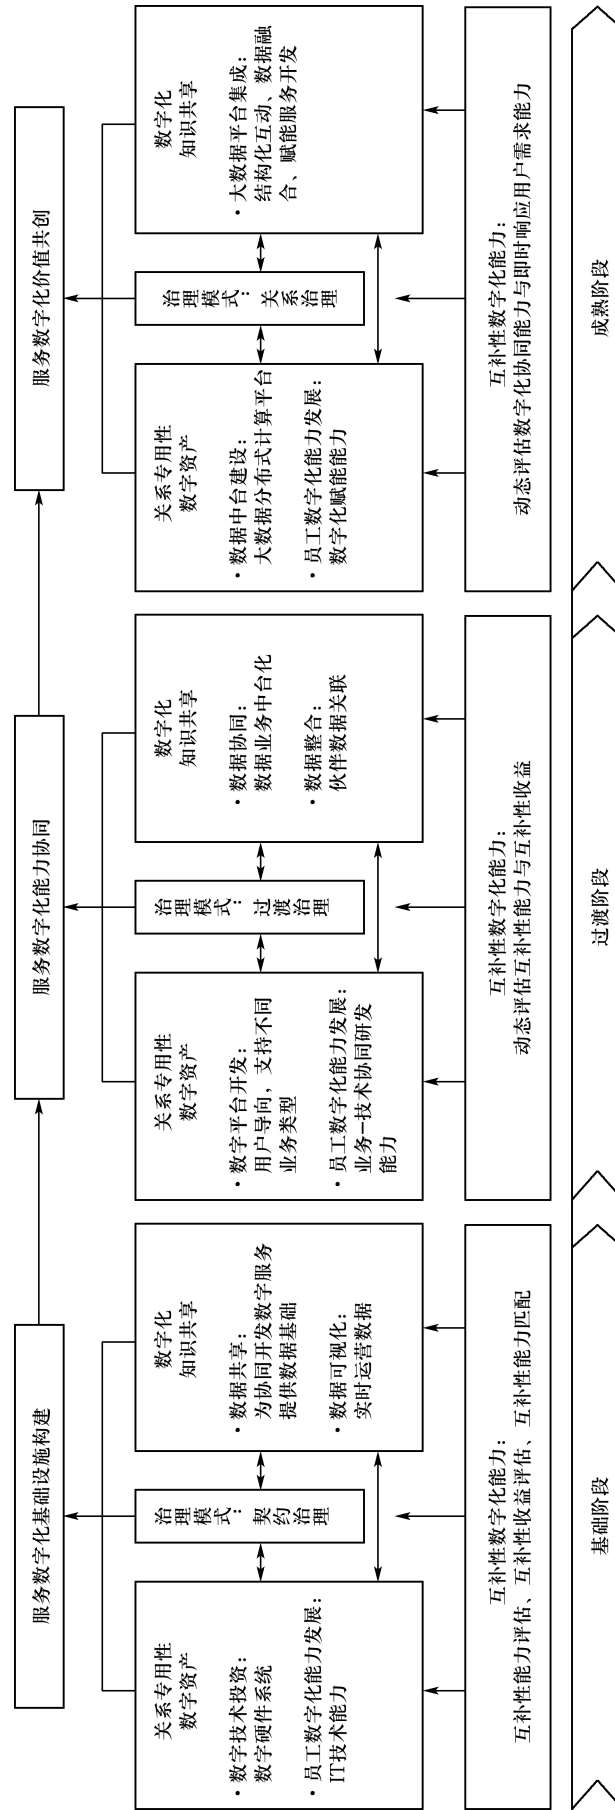 服务数字化基础设施构建
关系专用性
数字资产
·数字技术投资：
数字硬件系统
·员工数字化能力发展：
IT技术能力
治理模式：契约治理
数字化
知识共享
·数据共享：
为协同开发数字服务
提供数据基础
·数据可视化：
实时运营数据
互补性数字化能力：
互补性能力评估、互补性收益评估、互补性能力匹配
基础阶段
服务数字化能力协同
关系专用性
数字资产
·数字平台开发：
用户导向，支持不同
业务类型
·员工数字化能力发展：
业务—技术协同研发
能力
治理模式：过渡治理
数字化
知识共享
·数据协同：
数据业务中台化
·数据整合：
伙伴数据关联
互补性数字化能力：
动态评估互补性能力与互补性收益
过渡阶段
服务数字化价值共创
关系专用性
数字资产
·数据中台建设：
大数据分布式计算平台
·员工数字化能力发展：
数字化赋能能力
治理模式：关系治理
数字化
知识共享
·大数据平台集成：
结构化互动、数据融
合、赋能服务开发
互补性数字化能力：
动态评估数字化协同能力与即时响应用户需求能力
成熟阶段